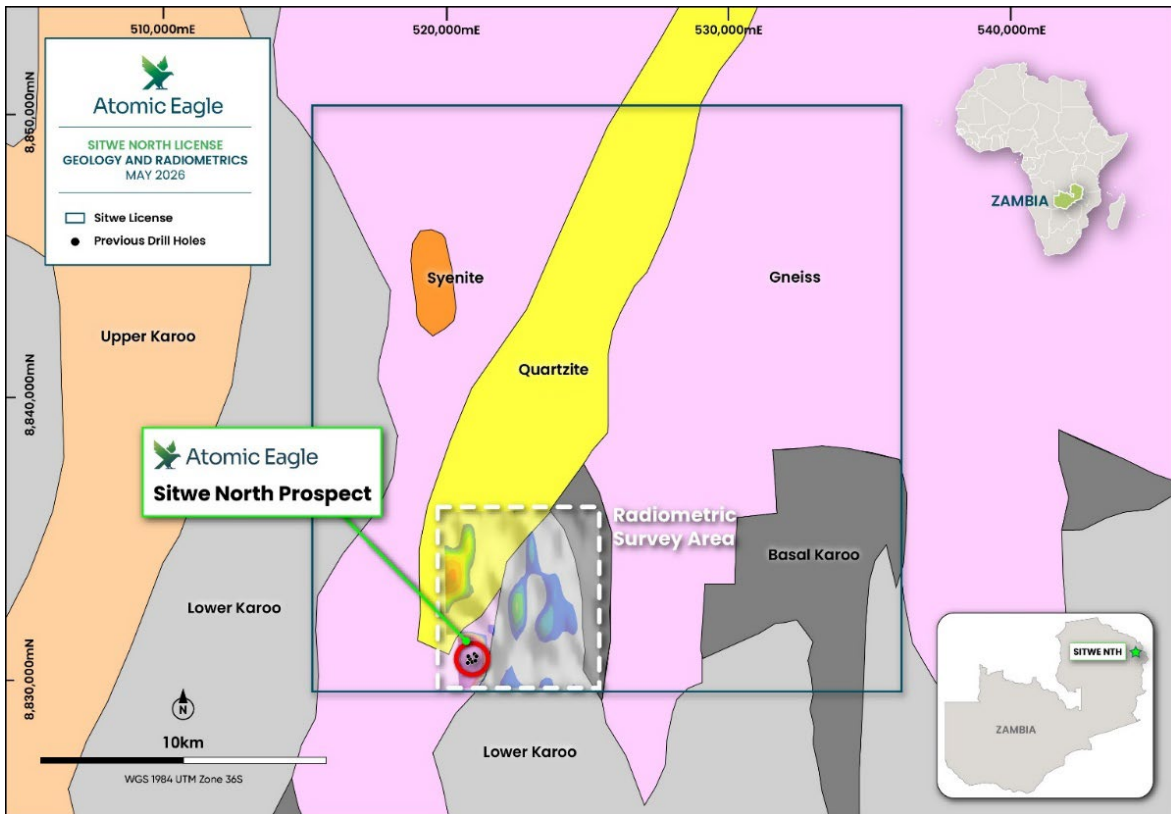 510,000mE
520,000mE
530,000mE
540,000mE
8,850,000mN
8,840,000mN
8,830,000mN
Atomic Eagle
SITWE NORTH LICENSE
GEOLOGY AND RADIOMETRICS
MAY 2026
Sitwe License
Previous Drill Holes
ZAMBIA
Syenite
Gneiss
Upper Karoo
Quartzite
Atomic Eagle
Sitwe North Prospect
Radiometric
Survey Area
Basal Karoo
Lower Karoo
Lower Karoo
N
10km
WGS 1984 UTM Zone 36S
SITWE NTH
ZAMBIA